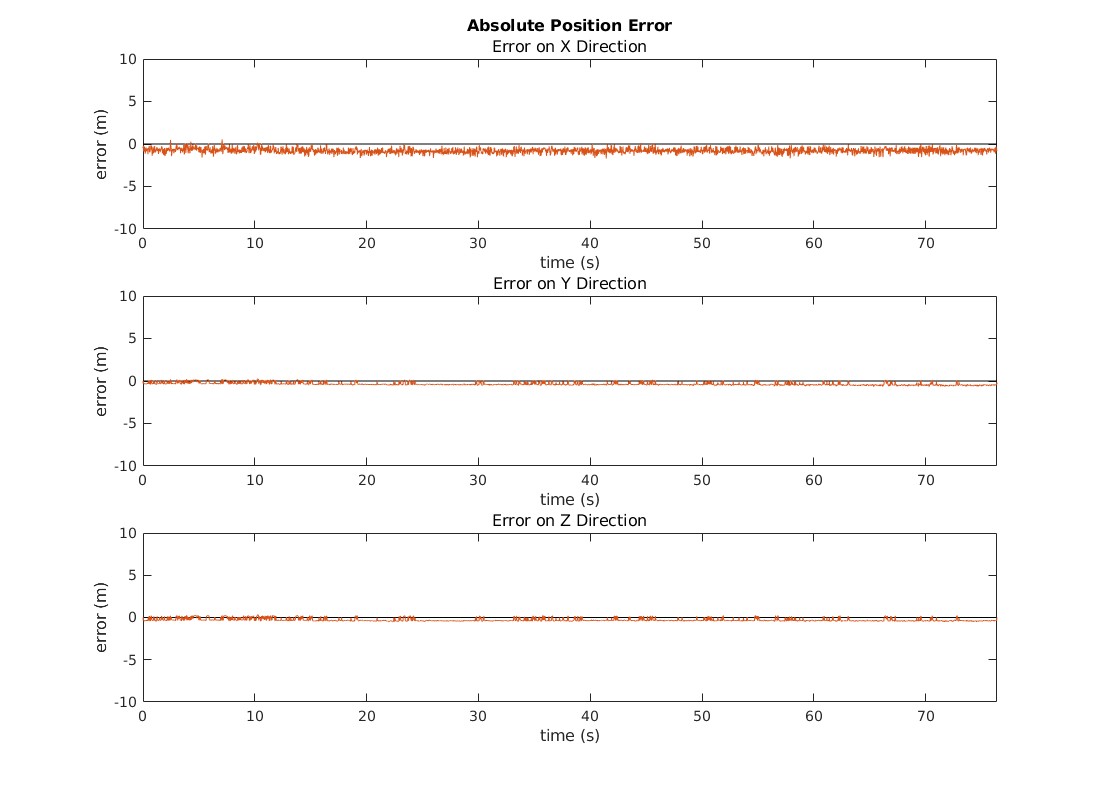 Absolute Position Error
Error on X Direction
10
5
0
-5
-10
error (m)
0 10 20 30 40 50 60 70
time (s)
Error on Y Direction
10
5
0
-5
-10
error (m)
0 10 20 30 40 50 60 70
time (s)
Error on Z Direction
10
5
0
-5
-10
error (m)
0 10 20 30 40 50 60 70
time (s)